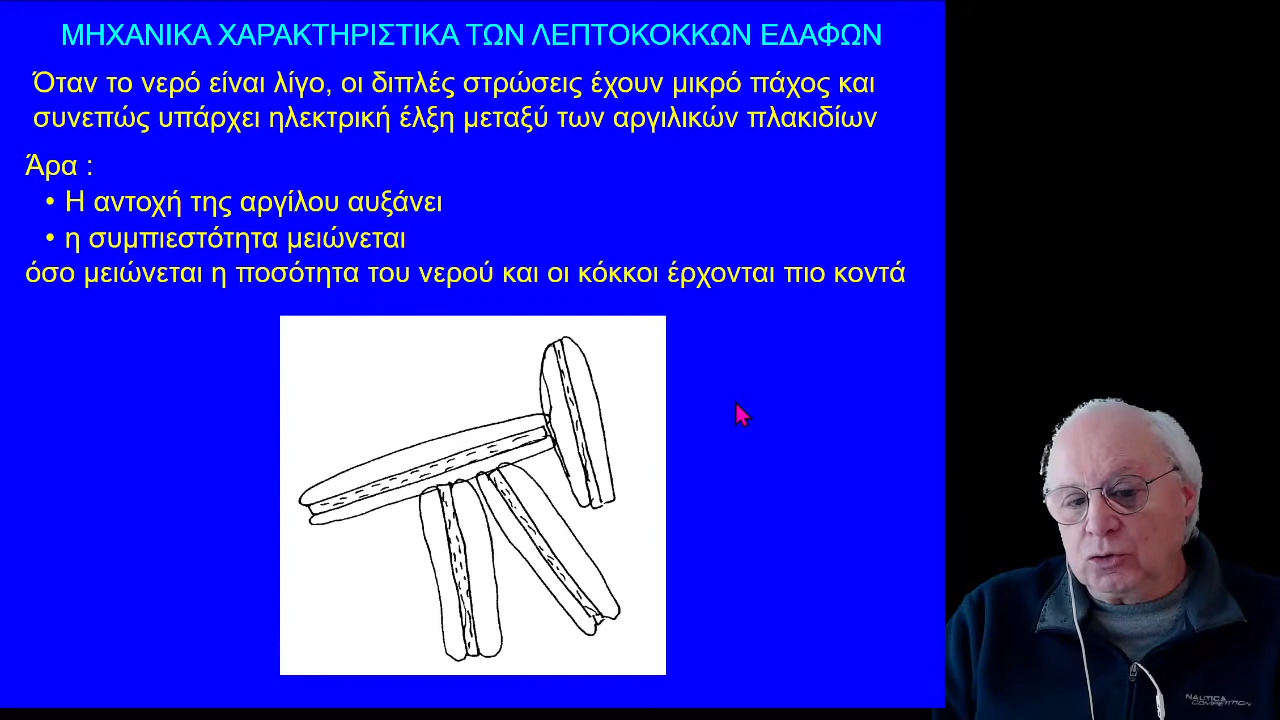 ΜΗΧΑΝΙΚΑ ΧΑΡΑΚΤΗΡΙΣΤΙΚΑ ΤΩΝ ΛΕΠΤΟΚΟΚΚΩΝ ΕΔΑΦΩΝ
Όταν το νερό είναι λίγο, οι διπλές στρώσεις έχουν μικρό πάχος και
συνεπώς υπάρχει ηλεκτρική έλξη μεταξύ των αργιλικών πλακιδίων
Άρα :
• Η αντοχή της αργίλου αυξάνει
• η συμπιεστότητα μειώνεται
όσο μειώνεται η ποσότητα του νερού και οι κόκκοι έρχονται πιο κοντά
NAUTICA
COMPETITION